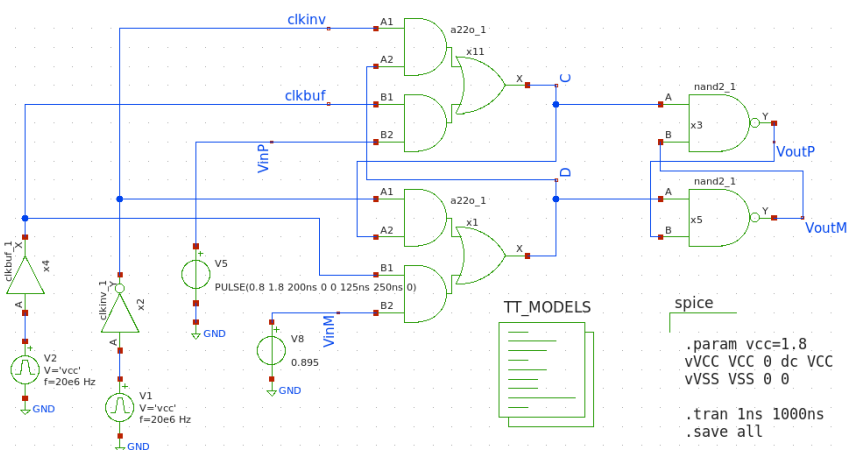 clkinv
A1
a22o_1
A2
x11
X
C
clkbuf
B1
nand2_1
A
Y
B2
B
x3
VinP
VoutP
D
A1
a22o_1
nand2_1
A
A2
x1
x5
Y
B
VoutM
X
clkbuf_1
X
x4
A
B1
V5
PULSE(0.8 1.8 200ns 0 0 125ns 250ns 0)
clkinv_1
Y
x2
A
B2
VinM
GND
V8
0.895
GND
V2
V='vcc'
f=20e6 Hz
GND
V1
V='vcc'
f=20e6 Hz
GND
TT_MODELS
spice
.param vcc=1.8
vVCC VCC 0 dc VCC
vVSS VSS 0 0
.tran 1ns 1000ns
.save all